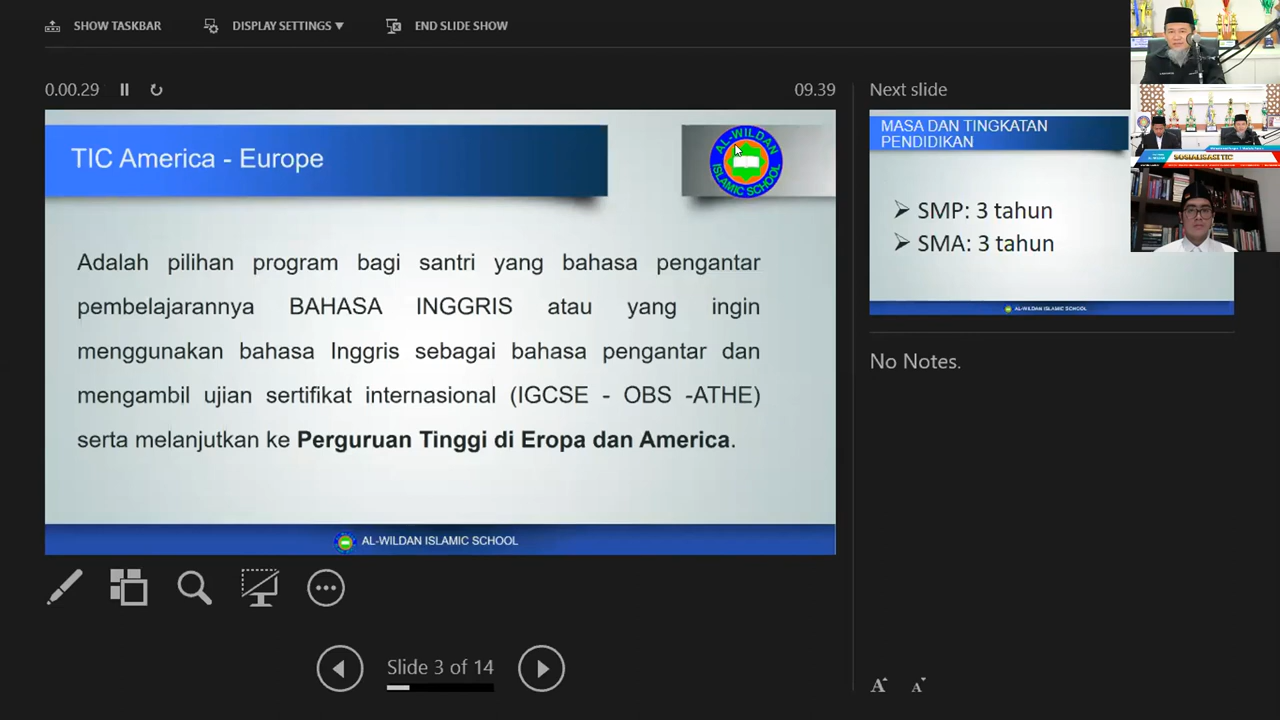 SHOW TASKBAR
DISPLAY SETTINGS
END SLIDE SHOW
0.00.29
09.39
Next slide
TIC America - Europe
AL-WILDAN
ISLAMIC SCHOOL
Adalah pilihan program bagi santri yang bahasa pengantar
pembelajarannya BAHASA INGGRIS atau yang ingin
menggunakan bahasa Inggris sebagai bahasa pengantar dan
mengambil ujian sertifikat internasional (IGCSE - OBS -ATHE)
serta melanjutkan ke Perguruan Tinggi di Eropa dan America.
AL-WILDAN ISLAMIC SCHOOL
MASA DAN TINGKATAN
PENDIDIKAN
➢ SMP: 3 tahun
➢ SMA: 3 tahun
AL-WILDAN ISLAMIC SCHOOL
SOSIALISASI TIC
No Notes.
Slide 3 of 14
A
A